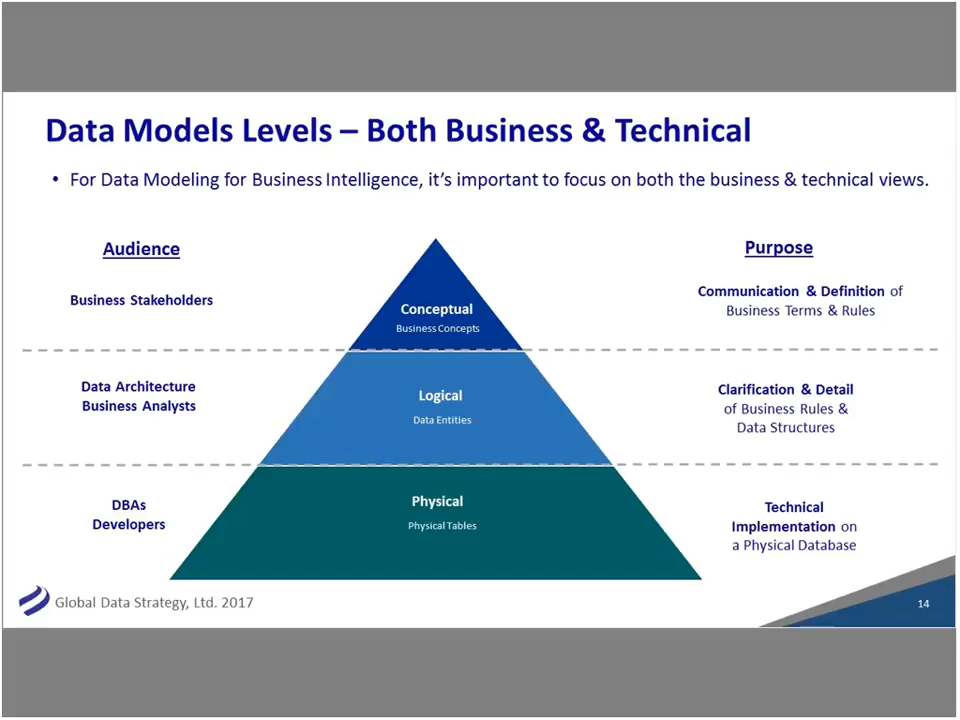 Data Models Levels – Both Business & Technical
• For Data Modeling for Business Intelligence, it's important to focus on both the business & technical views.
Audience
Purpose
Business Stakeholders
Conceptual
Business Concepts
Communication & Definition of
Business Terms & Rules
Data Architecture
Business Analysts
Logical
Data Entities
Clarification & Detail
of Business Rules &
Data Structures
DBAs
Developers
Physical
Physical Tables
Technical
Implementation on
a Physical Database
Global Data Strategy, Ltd. 2017
14